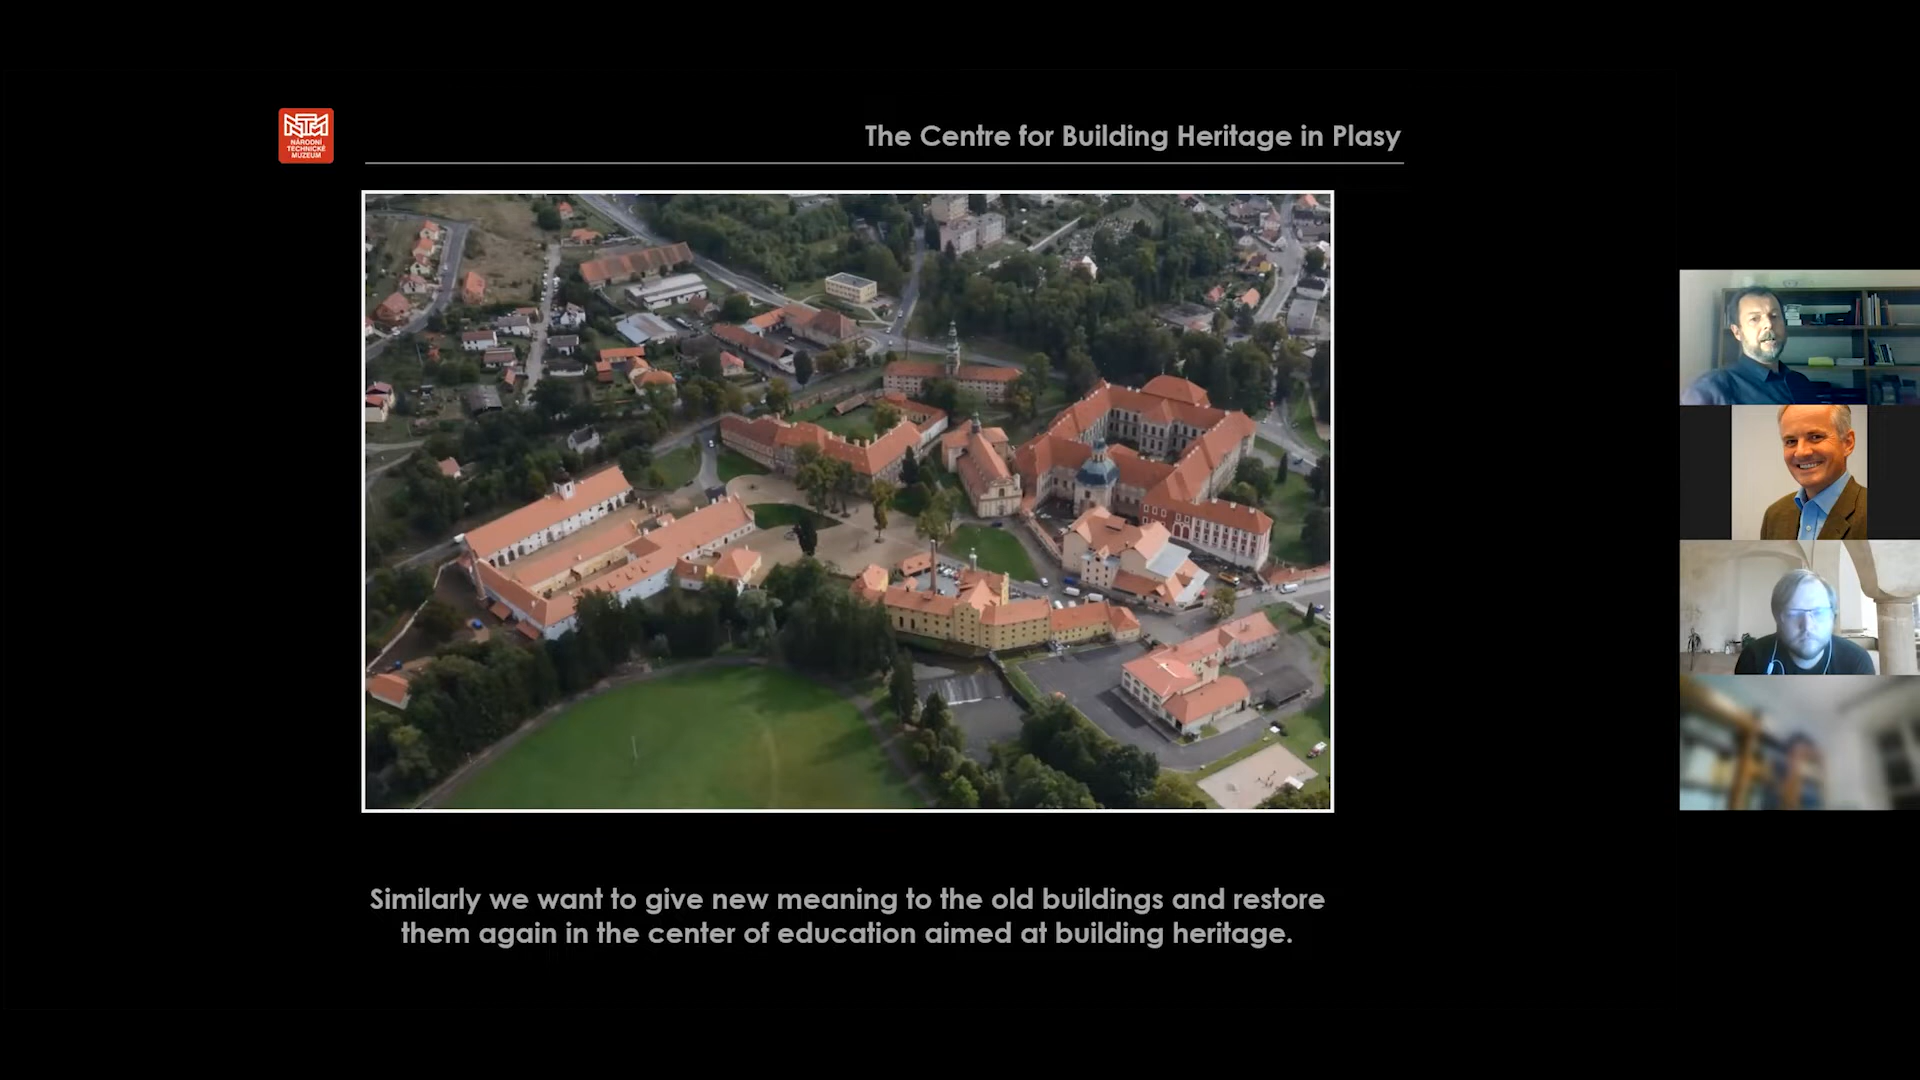 NTM
NÁRODNÍ
TECHNICKÉ
MUZEUM
The Centre for Building Heritage in Plasy
Similarly we want to give new meaning to the old buildings and restore
them again in the center of education aimed at building heritage.